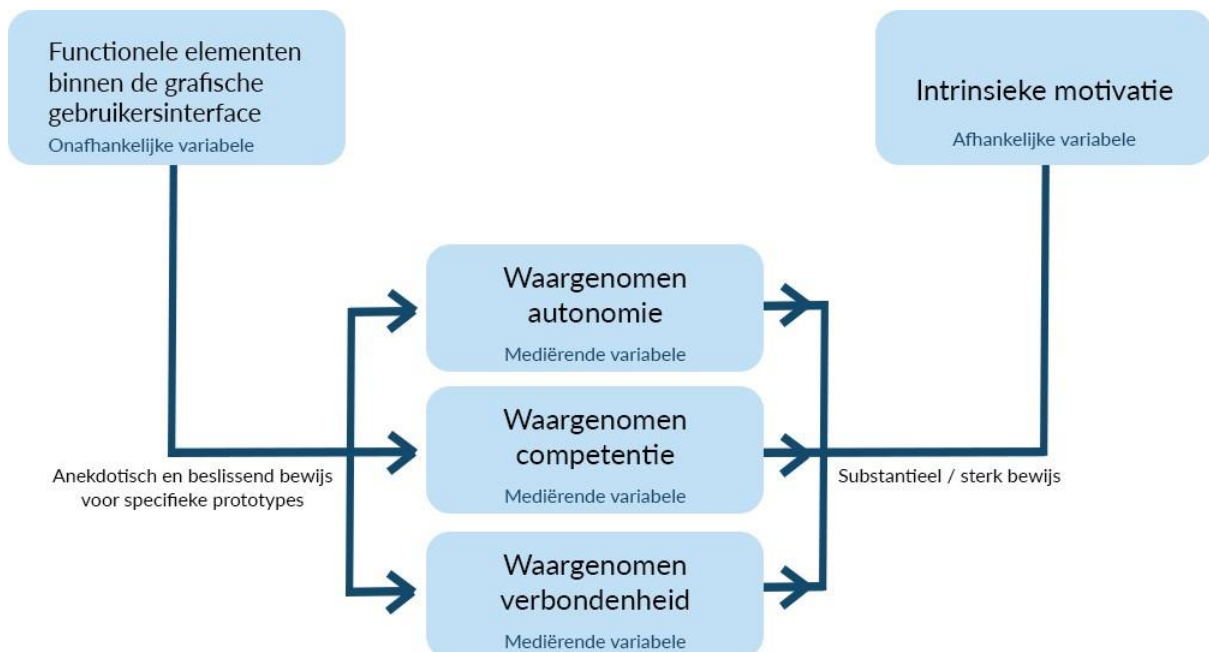 Functionele elementen
binnen de grafische
gebruikersinterface
Onafhankelijke variabele
Intrinsieke motivatie
Afhankelijke variabele
Waargenomen
autonomie
Mediërende variabele
Waargenomen
competentie
Mediërende variabele
Waargenomen
verbondenheid
Mediërende variabele
Anekdotisch en beslissend bewijs
voor specifieke prototypes
Substantieel / sterk bewijs